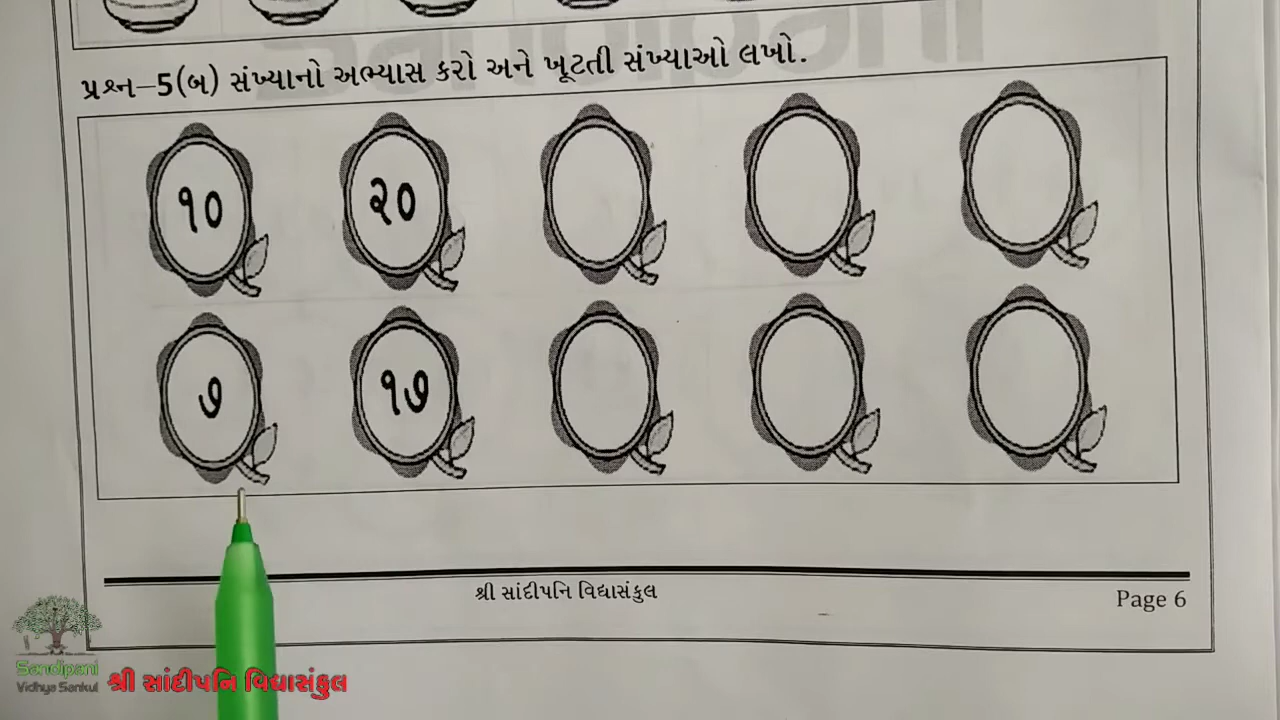 પ્રશ્ન–5(બ) સંખ્યાનો અભ્યાસ કરો અને ખૂટતી સંખ્યાઓ લખો.
૧૦ ૨૦
૭ ૧૭
શ્રી સાંદીપનિ વિદ્યાસંકુલ
Page 6
Sandipani
Vidhya Sankul
શ્રી સાંદીપનિ વિદ્યાસંકુલ